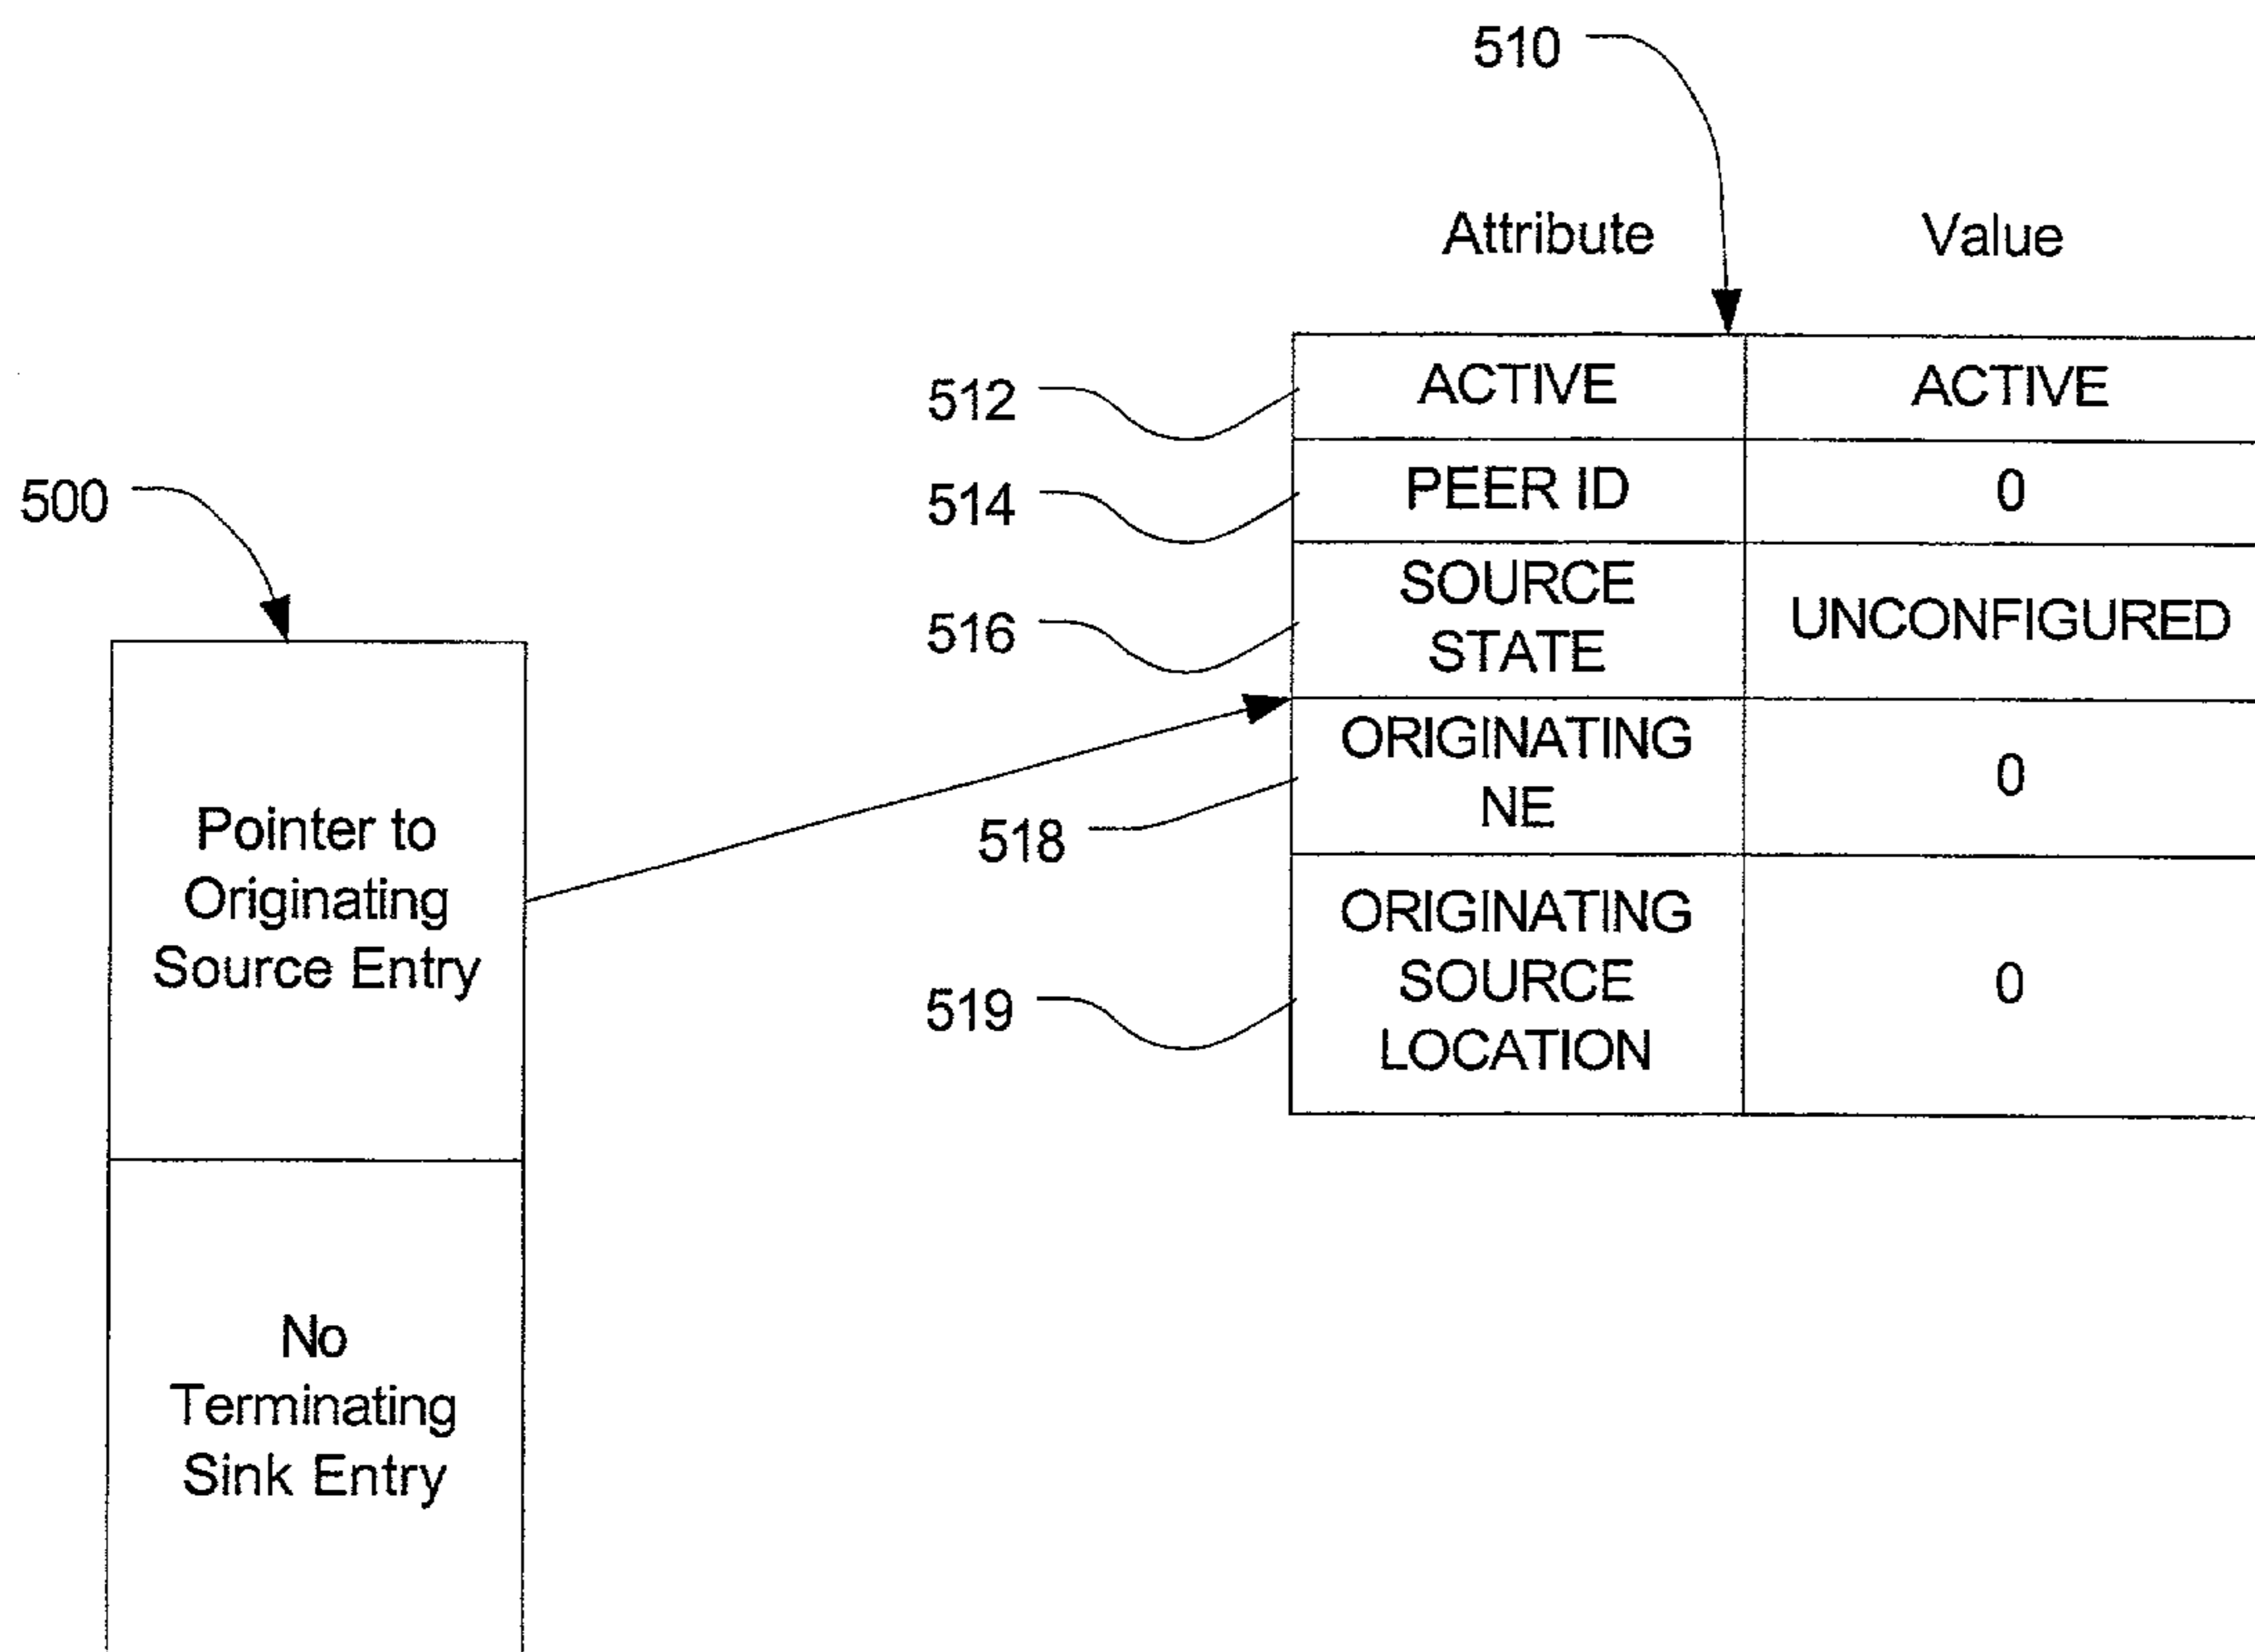 510
Attribute Value
512 ACTIVE ACTIVE
500
514 PEER ID 0
516 SOURCE
STATE UNCONFIGURED
518 ORIGINATING
NE 0
519 ORIGINATING
SOURCE
LOCATION 0
Pointer to
Originating
Source Entry
No
Terminating
Sink Entry